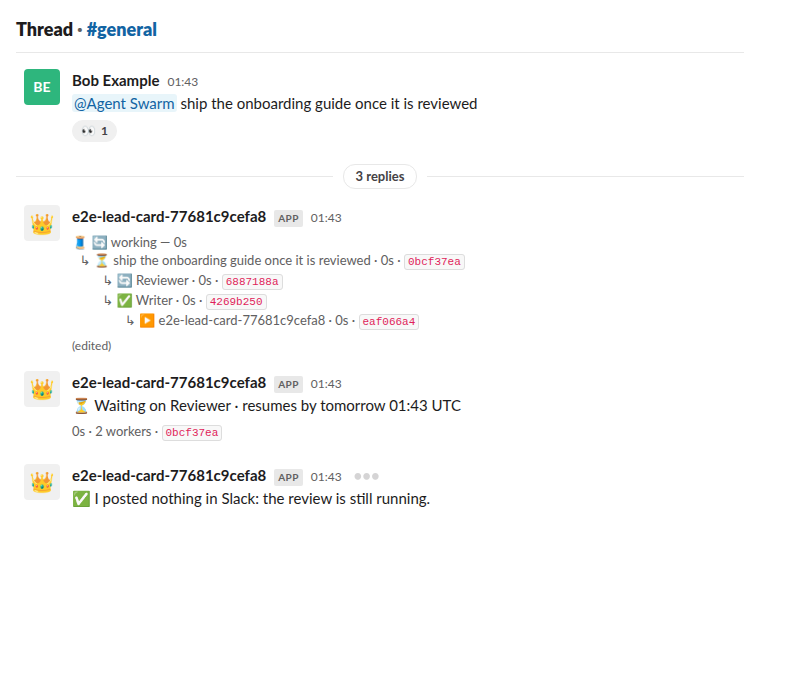 Thread • #general
BE
Bob Example 01:43
@Agent Swarm ship the onboarding guide once it is reviewed
👀 1
3 replies
e2e-lead-card-77681c9cefa8 APP 01:43
🧵 🔄 working — 0s
↳ ⏳ ship the onboarding guide once it is reviewed · 0s · 0bcf37ea
↳ 🔄 Reviewer · 0s · 6887188a
↳ ✅ Writer · 0s · 4269b250
↳ ▶️ e2e-lead-card-77681c9cefa8 · 0s · eaf066a4
(edited)
e2e-lead-card-77681c9cefa8 APP 01:43
⏳ Waiting on Reviewer · resumes by tomorrow 01:43 UTC
0s · 2 workers · 0bcf37ea
e2e-lead-card-77681c9cefa8 APP 01:43
✅ I posted nothing in Slack: the review is still running.